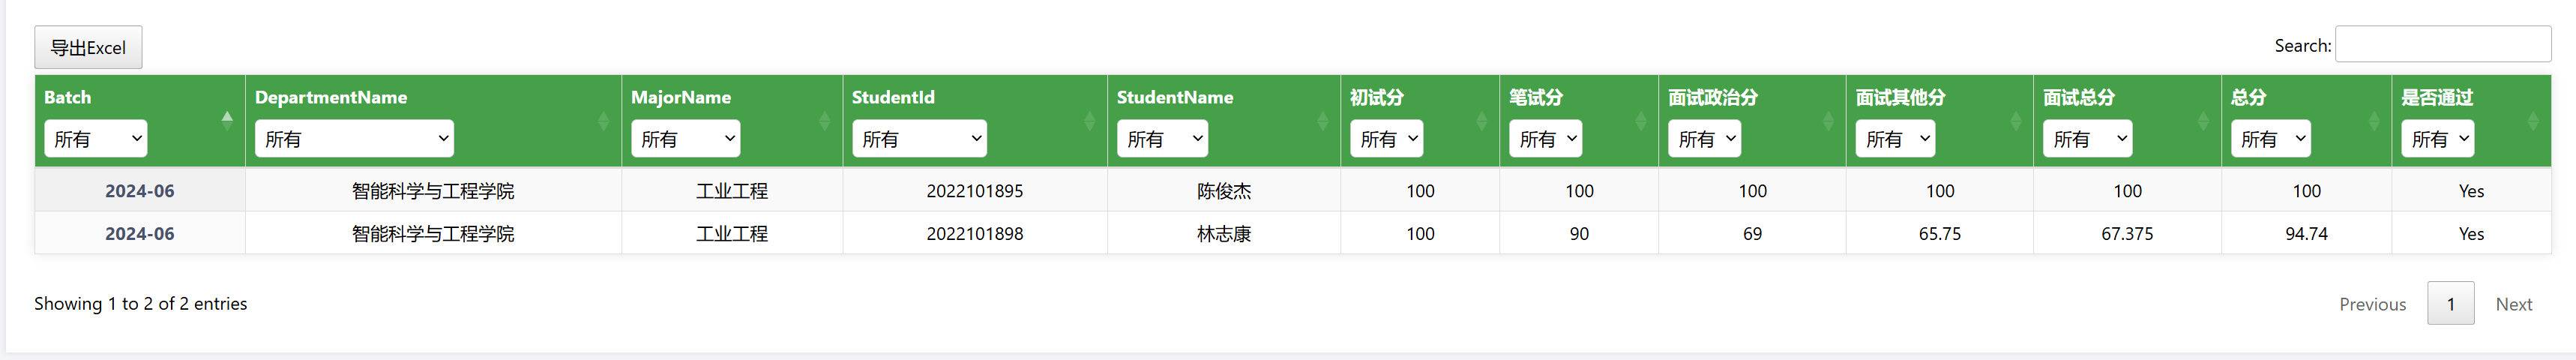 导出Excel Search:
Batch DepartmentName MajorName StudentId StudentName 初试分 笔试分 面试政治分 面试其他分 面试总分 总分 是否通过
所有 所有 所有 所有 所有 所有 所有 所有 所有 所有 所有 所有
2024-06 智能科学与工程学院 工业工程 2022101895 陈俊杰 100 100 100 100 100 100 Yes
2024-06 智能科学与工程学院 工业工程 2022101898 林志康 100 90 69 65.75 67.375 94.74 Yes
Showing 1 to 2 of 2 entries Previous 1 Next